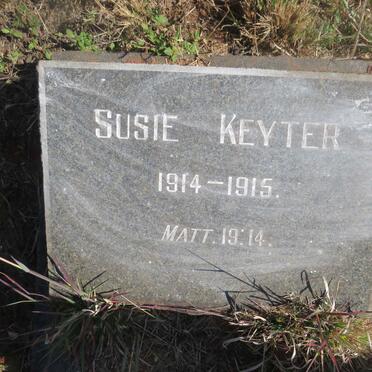 SUSIE KEYTER
1914-1915.
MATT. 19:14.